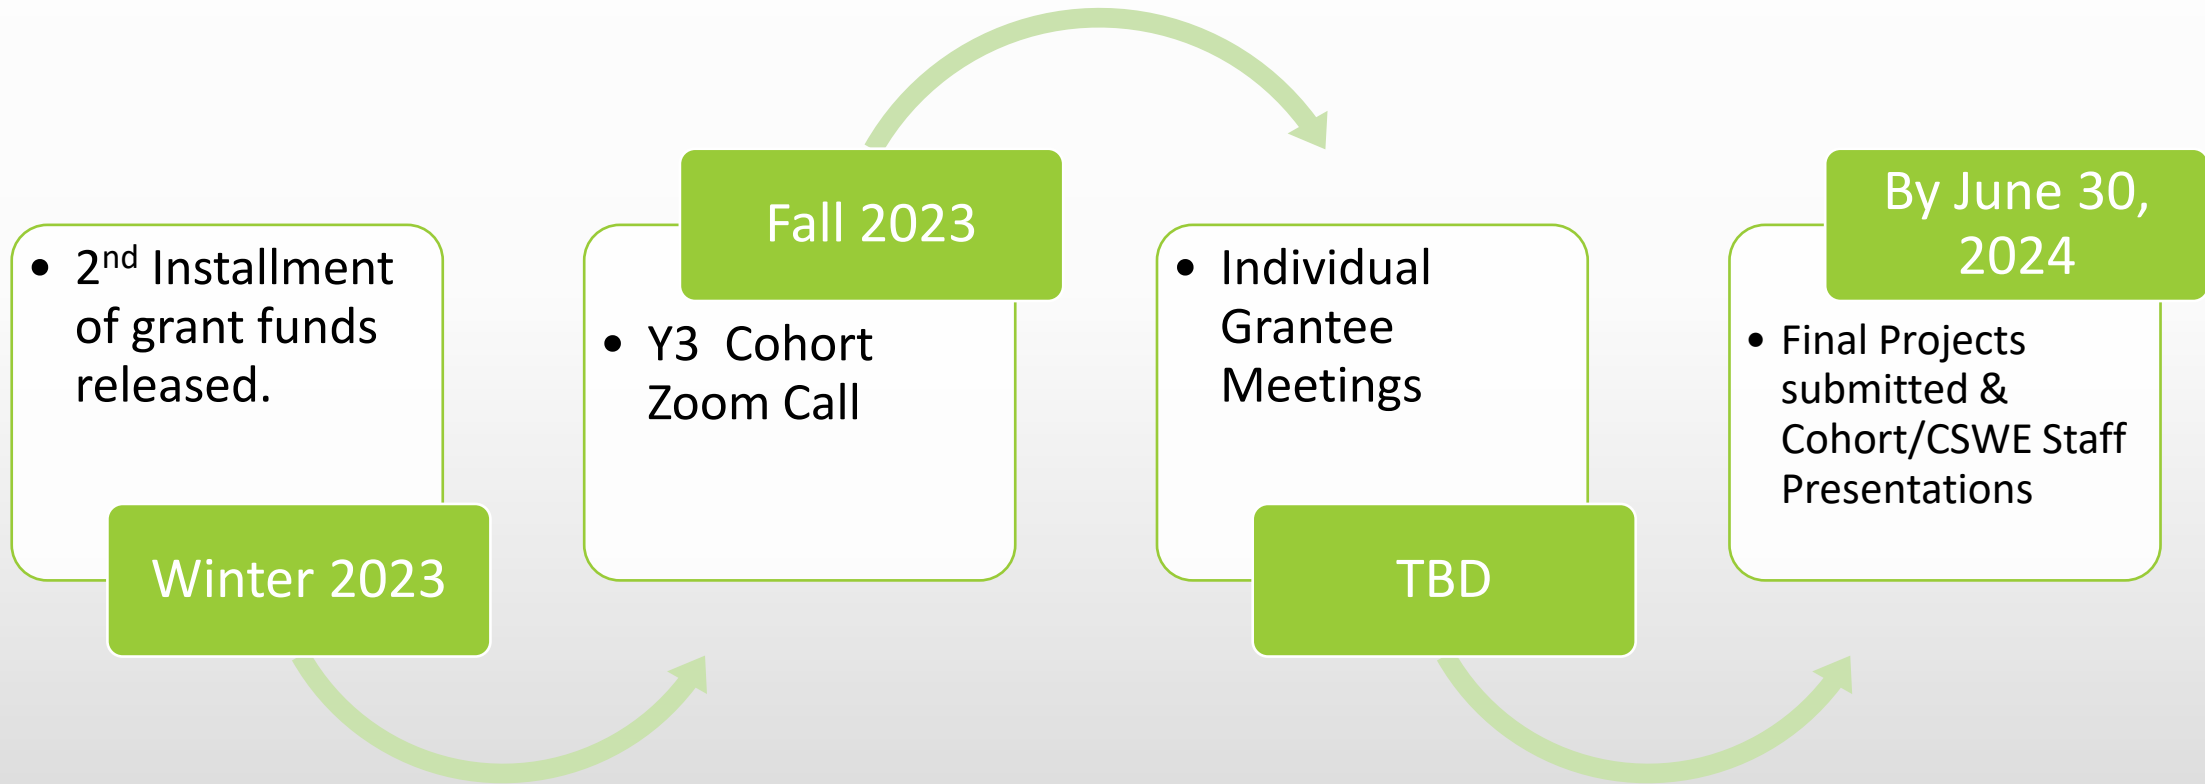 • 2nd Installment
of grant funds
released.
Winter 2023
Fall 2023
• Y3 Cohort
Zoom Call
• Individual
Grantee
Meetings
TBD
By June 30,
2024
• Final Projects
submitted &
Cohort/CSWE Staff
Presentations